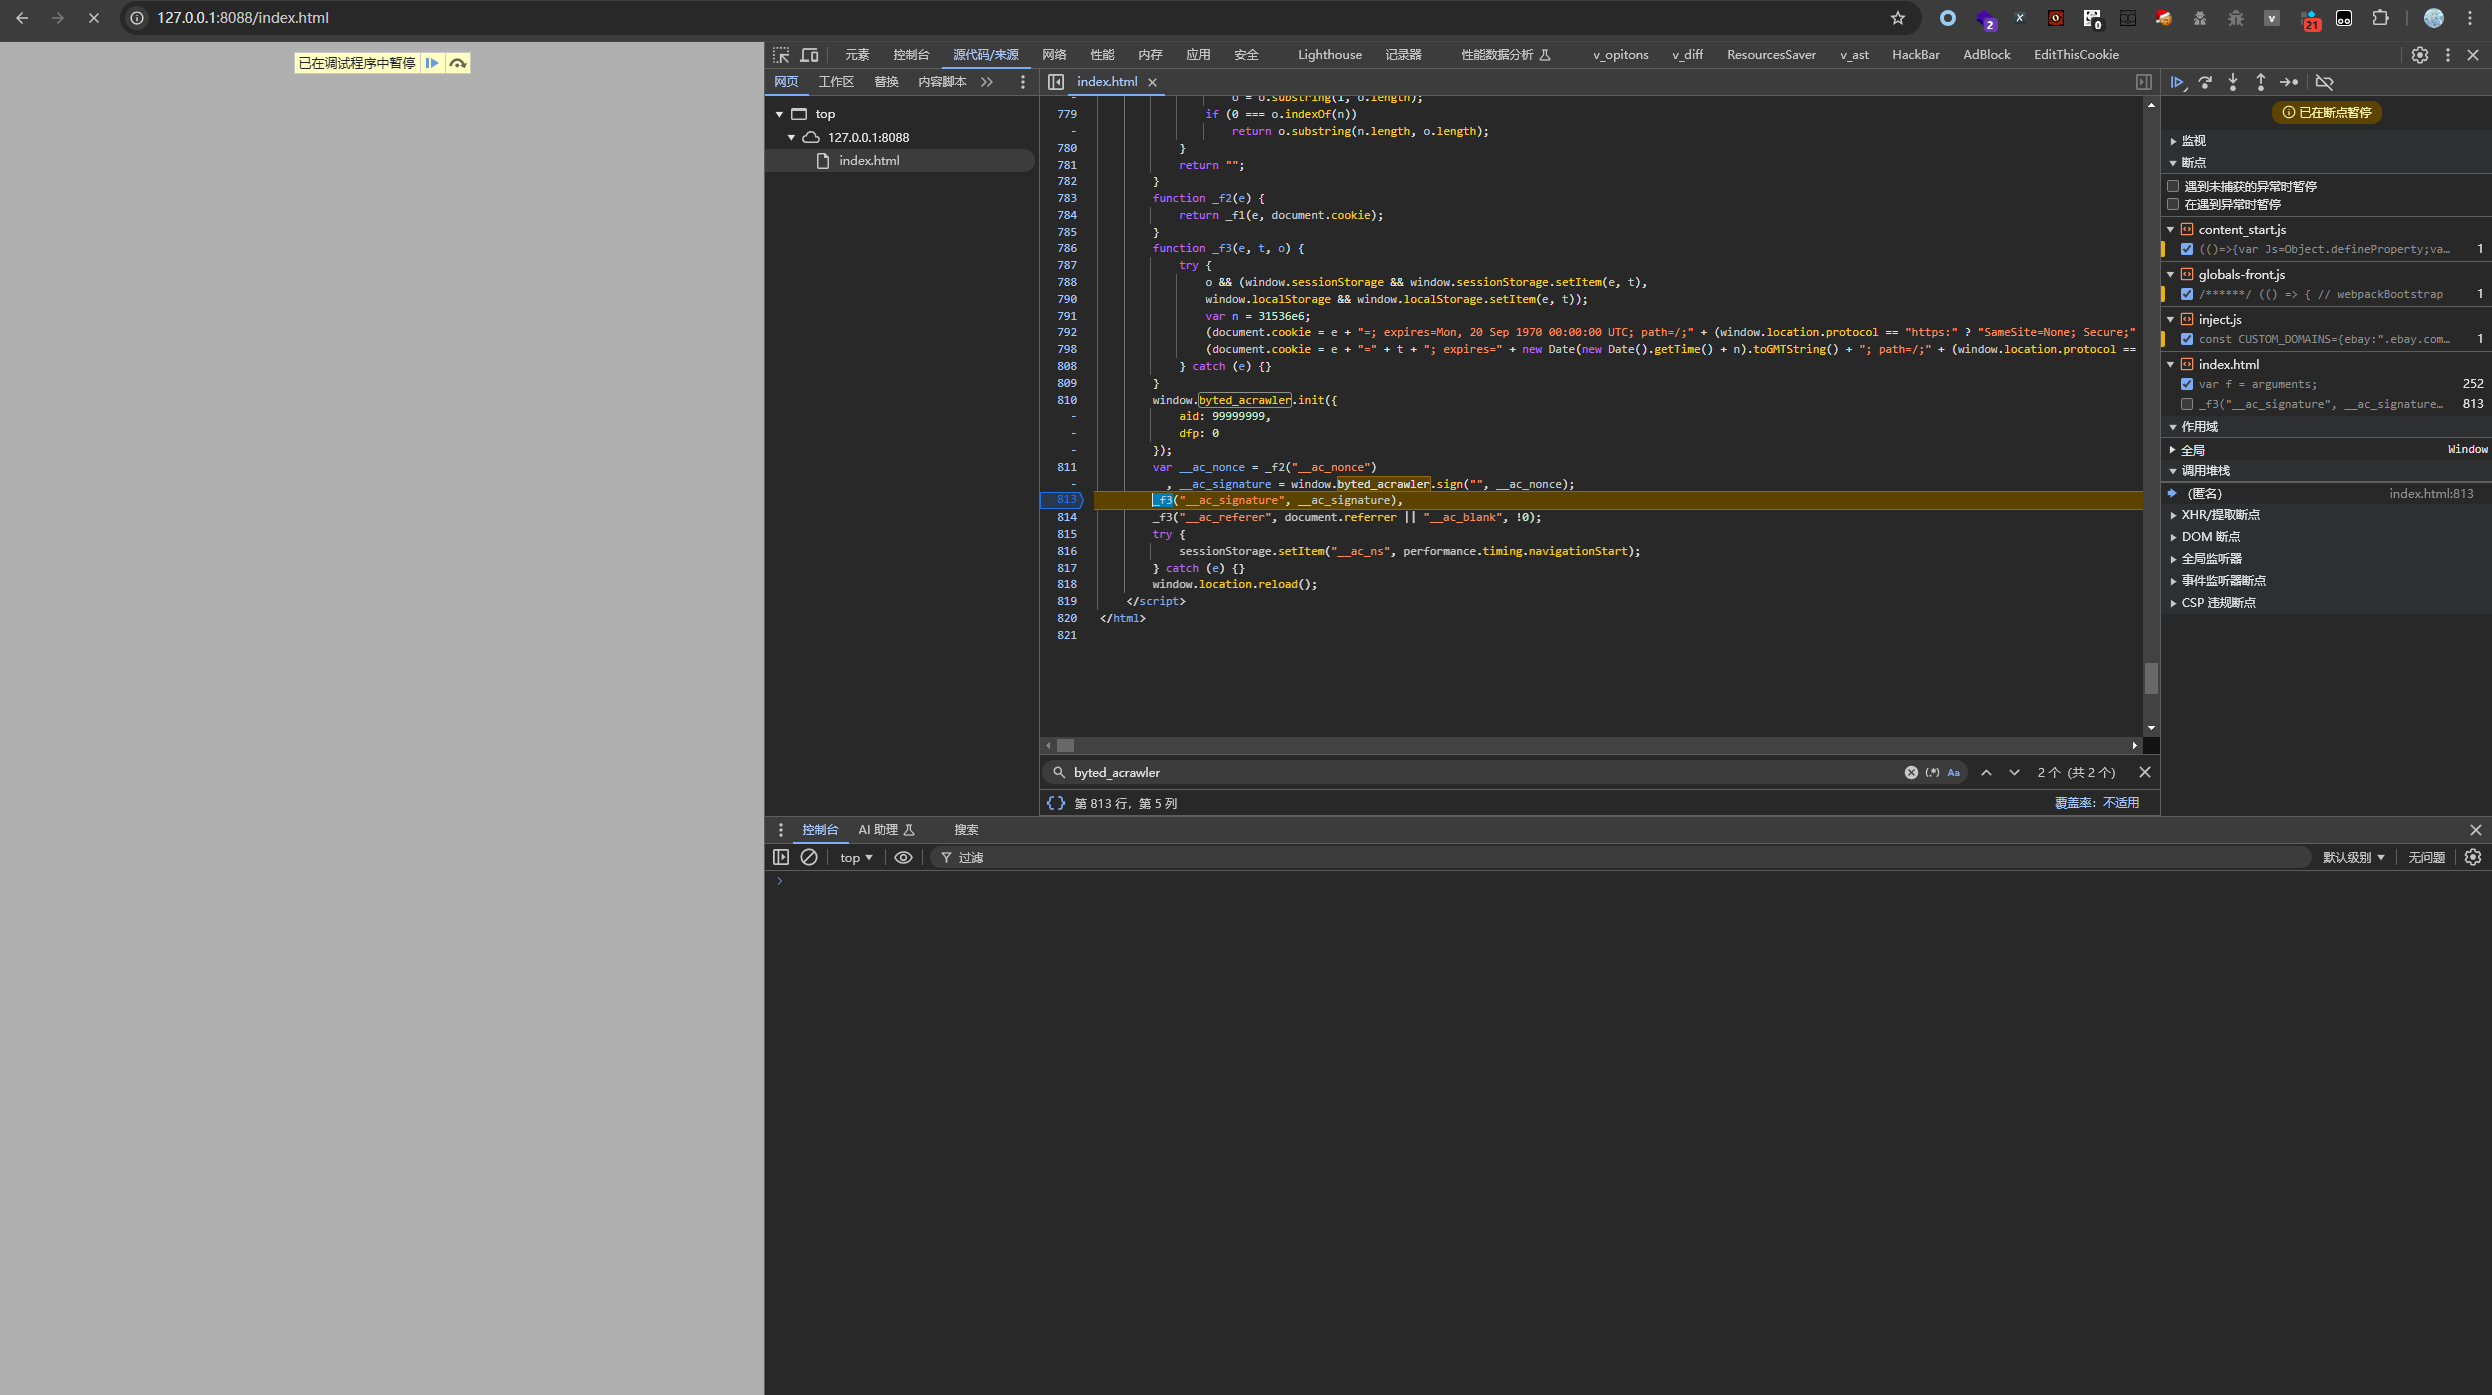 127.0.0.1:8088/index.html
2
0
v
21
已在调试程序中暂停
元素 控制台 源代码/来源 网络 性能 内存 应用 安全 Lighthouse 记录器 性能数据分析 v_opitons v_diff ResourcesSaver v_ast HackBar AdBlock EditThisCookie
网页 工作区 替换 内容脚本
index.html
top
127.0.0.1:8088
index.html
- o = o.substring(1, o.length);
779 if (0 === o.indexOf(n))
- return o.substring(n.length, o.length);
780 }
781 return "";
782 }
783 function _f2(e) {
784 return _f1(e, document.cookie);
785 }
786 function _f3(e, t, o) {
787 try {
788 o && (window.sessionStorage && window.sessionStorage.setItem(e, t),
790 window.localStorage && window.localStorage.setItem(e, t));
791 var n = 31536e6;
792 (document.cookie = e + "=; expires=Mon, 20 Sep 1970 00:00:00 UTC; path=/;" + (window.location.protocol == "https:" ? "SameSite=None; Secure;"
798 (document.cookie = e + "=" + t + "; expires=" + new Date(new Date().getTime() + n).toGMTString() + "; path=/;" + (window.location.protocol ==
808 } catch (e) {}
809 }
810 window.byted_acrawler.init({
- aid: 99999999,
- dfp: 0
- });
811 var __ac_nonce = _f2("__ac_nonce")
- , __ac_signature = window.byted_acrawler.sign("", __ac_nonce);
813 _f3("__ac_signature", __ac_signature),
814 _f3("__ac_referer", document.referrer || "__ac_blank", !0);
815 try {
816 sessionStorage.setItem("__ac_ns", performance.timing.navigationStart);
817 } catch (e) {}
818 window.location.reload();
819 </script>
820 </html>
821
byted_acrawler
(.*) Aa
2 个 (共 2 个)
{} 第 813 行，第 5 列
覆盖率：不适用
已在断点暂停
监视
断点
遇到未捕获的异常时暂停
在遇到异常时暂停
content_start.js
(()=>{var Js=Object.defineProperty;va… 1
globals-front.js
/******/ (() => { // webpackBootstrap 1
inject.js
const CUSTOM_DOMAINS={ebay:".ebay.com… 1
index.html
var f = arguments; 252
_f3("__ac_signature", __ac_signature… 813
作用域
全局 Window
调用堆栈
(匿名) index.html:813
XHR/提取断点
DOM 断点
全局监听器
事件监听器断点
CSP 违规断点
控制台 AI 助理 搜索
top 过滤 默认级别 无问题